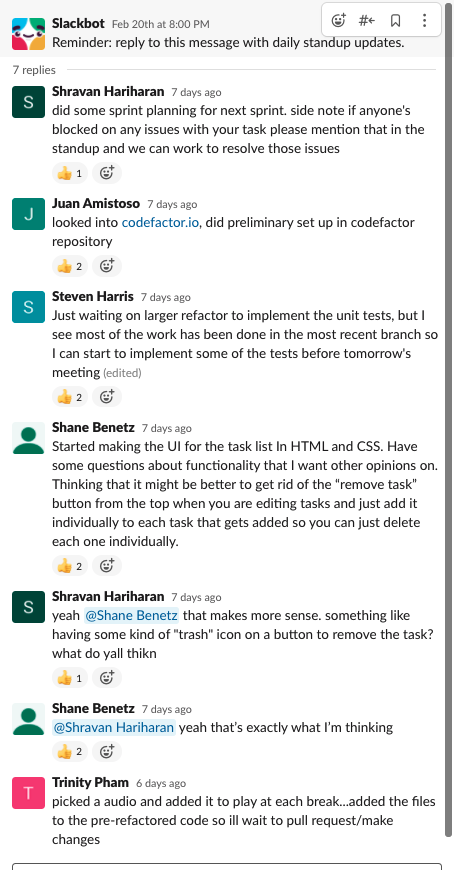 Slackbot Feb 20th at 8:00 PM
Reminder: reply to this message with daily standup updates.
7 replies
S
Shravan Hariharan 7 days ago
did some sprint planning for next sprint. side note if anyone's
blocked on any issues with your task please mention that in the
standup and we can work to resolve those issues
1
J
Juan Amistoso 7 days ago
looked into codefactor.io, did preliminary set up in codefactor
repository
2
S
Steven Harris 7 days ago
Just waiting on larger refactor to implement the unit tests, but I
see most of the work has been done in the most recent branch so
I can start to implement some of the tests before tomorrow's
meeting (edited)
2
Shane Benetz 7 days ago
Started making the UI for the task list In HTML and CSS. Have
some questions about functionality that I want other opinions on.
Thinking that it might be better to get rid of the “remove task”
button from the top when you are editing tasks and just add it
individually to each task that gets added so you can just delete
each one individually.
2
S
Shravan Hariharan 7 days ago
yeah @Shane Benetz that makes more sense. something like
having some kind of "trash" icon on a button to remove the task?
what do yall thikn
1
Shane Benetz 7 days ago
@Shravan Hariharan yeah that’s exactly what I’m thinking
2
T
Trinity Pham 6 days ago
picked a audio and added it to play at each break...added the files
to the pre-refactored code so ill wait to pull request/make
changes